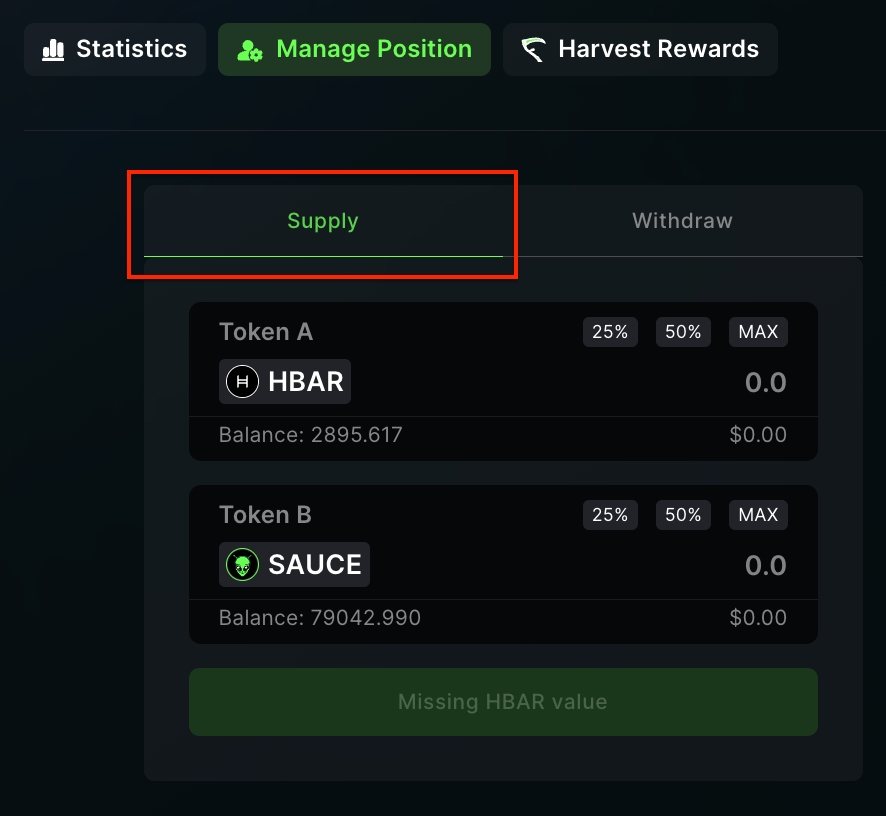 Statistics
Manage Position
Harvest Rewards
Supply
Withdraw
Token A
25%
50%
MAX
HBAR
0.0
Balance: 2895.617
$0.00
Token B
25%
50%
MAX
SAUCE
0.0
Balance: 79042.990
$0.00
Missing HBAR value